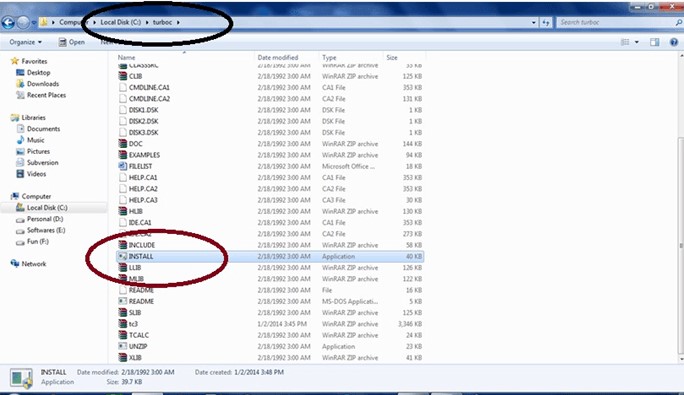 Computer ▸ Local Disk (C:) ▸ turboc ▸
Search turboc
Organize ▼ Open
Name Date modified Type Size
Favorites
Desktop
Downloads
Recent Places
Libraries
Documents
Music
Pictures
Subversion
Videos
Computer
Local Disk (C:)
Personal (D:)
Softwares (E:)
Fun (F:)
Network
CLASSSRC 2/18/1992 3:00 AM WinRAR ZIP archive 53 KB
CLIB 2/18/1992 3:00 AM WinRAR ZIP archive 125 KB
CMDLINE.CA1 2/18/1992 3:00 AM CA1 File 353 KB
CMDLINE.CA2 2/18/1992 3:00 AM CA2 File 131 KB
DISK1.DSK 2/18/1992 3:00 AM DSK File 1 KB
DISK2.DSK 2/18/1992 3:00 AM DSK File 1 KB
DISK3.DSK 2/18/1992 3:00 AM DSK File 1 KB
DOC 2/18/1992 3:00 AM WinRAR ZIP archive 144 KB
EXAMPLES 2/18/1992 3:00 AM WinRAR ZIP archive 94 KB
FILELIST 2/18/1992 3:00 AM Microsoft Office ... 18 KB
HELP.CA1 2/18/1992 3:00 AM CA1 File 353 KB
HELP.CA2 2/18/1992 3:00 AM CA2 File 353 KB
HELP.CA3 2/18/1992 3:00 AM CA3 File 30 KB
HLIB 2/18/1992 3:00 AM WinRAR ZIP archive 130 KB
IDE.CA1 2/18/1992 3:00 AM CA1 File 353 KB
2/18/1992 3:00 AM CA2 File 273 KB
INCLUDE 2/18/1992 3:00 AM WinRAR ZIP archive 58 KB
INSTALL 2/18/1992 3:00 AM Application 40 KB
LLIB 2/18/1992 3:00 AM WinRAR ZIP archive 126 KB
MLIB 2/18/1992 3:00 AM WinRAR ZIP archive 122 KB
README 2/18/1992 3:00 AM File 16 KB
README 2/18/1992 3:00 AM MS-DOS Applicati... 5 KB
SLIB 2/18/1992 3:00 AM WinRAR ZIP archive 125 KB
tc3 1/2/2014 3:45 PM WinRAR ZIP archive 3,346 KB
TCALC 2/18/1992 3:00 AM WinRAR ZIP archive 24 KB
UNZIP 2/18/1992 3:00 AM Application 23 KB
XLIB 2/18/1992 3:00 AM WinRAR ZIP archive 41 KB
INSTALL Date modified: 2/18/1992 3:00 AM Date created: 1/2/2014 3:48 PM
Application Size: 39.7 KB